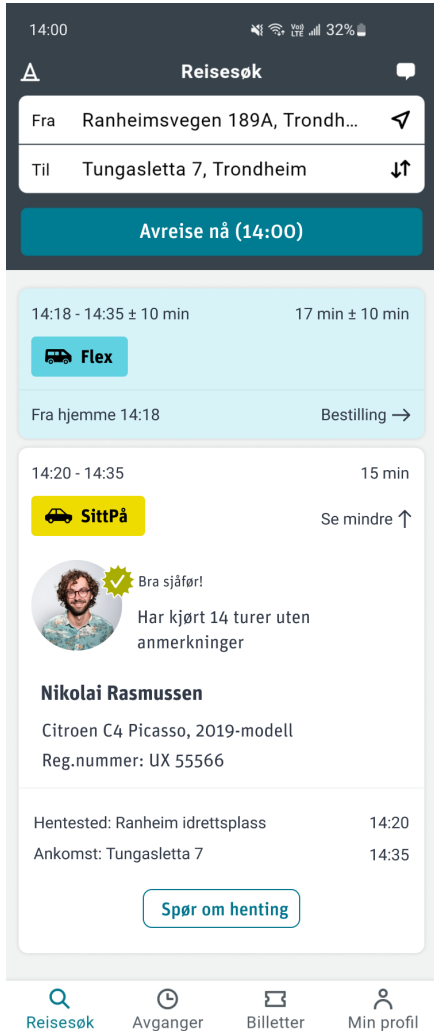 14:00
Vo))
LTE
32%
Reisesøk
Fra Ranheimsvegen 189A, Trondh...
Til Tungasletta 7, Trondheim
Avreise nå (14:00)
14:18 - 14:35 ± 10 min 17 min ± 10 min
Flex
Fra hjemme 14:18 Bestilling →
14:20 - 14:35 15 min
SittPå
Se mindre ↑
Bra sjåfør!
Har kjørt 14 turer uten
anmerkninger
Nikolai Rasmussen
Citroen C4 Picasso, 2019-modell
Reg.nummer: UX 55566
Hentested: Ranheim idrettsplass 14:20
Ankomst: Tungasletta 7 14:35
Spør om henting
Reisesøk Avganger Billetter Min profil